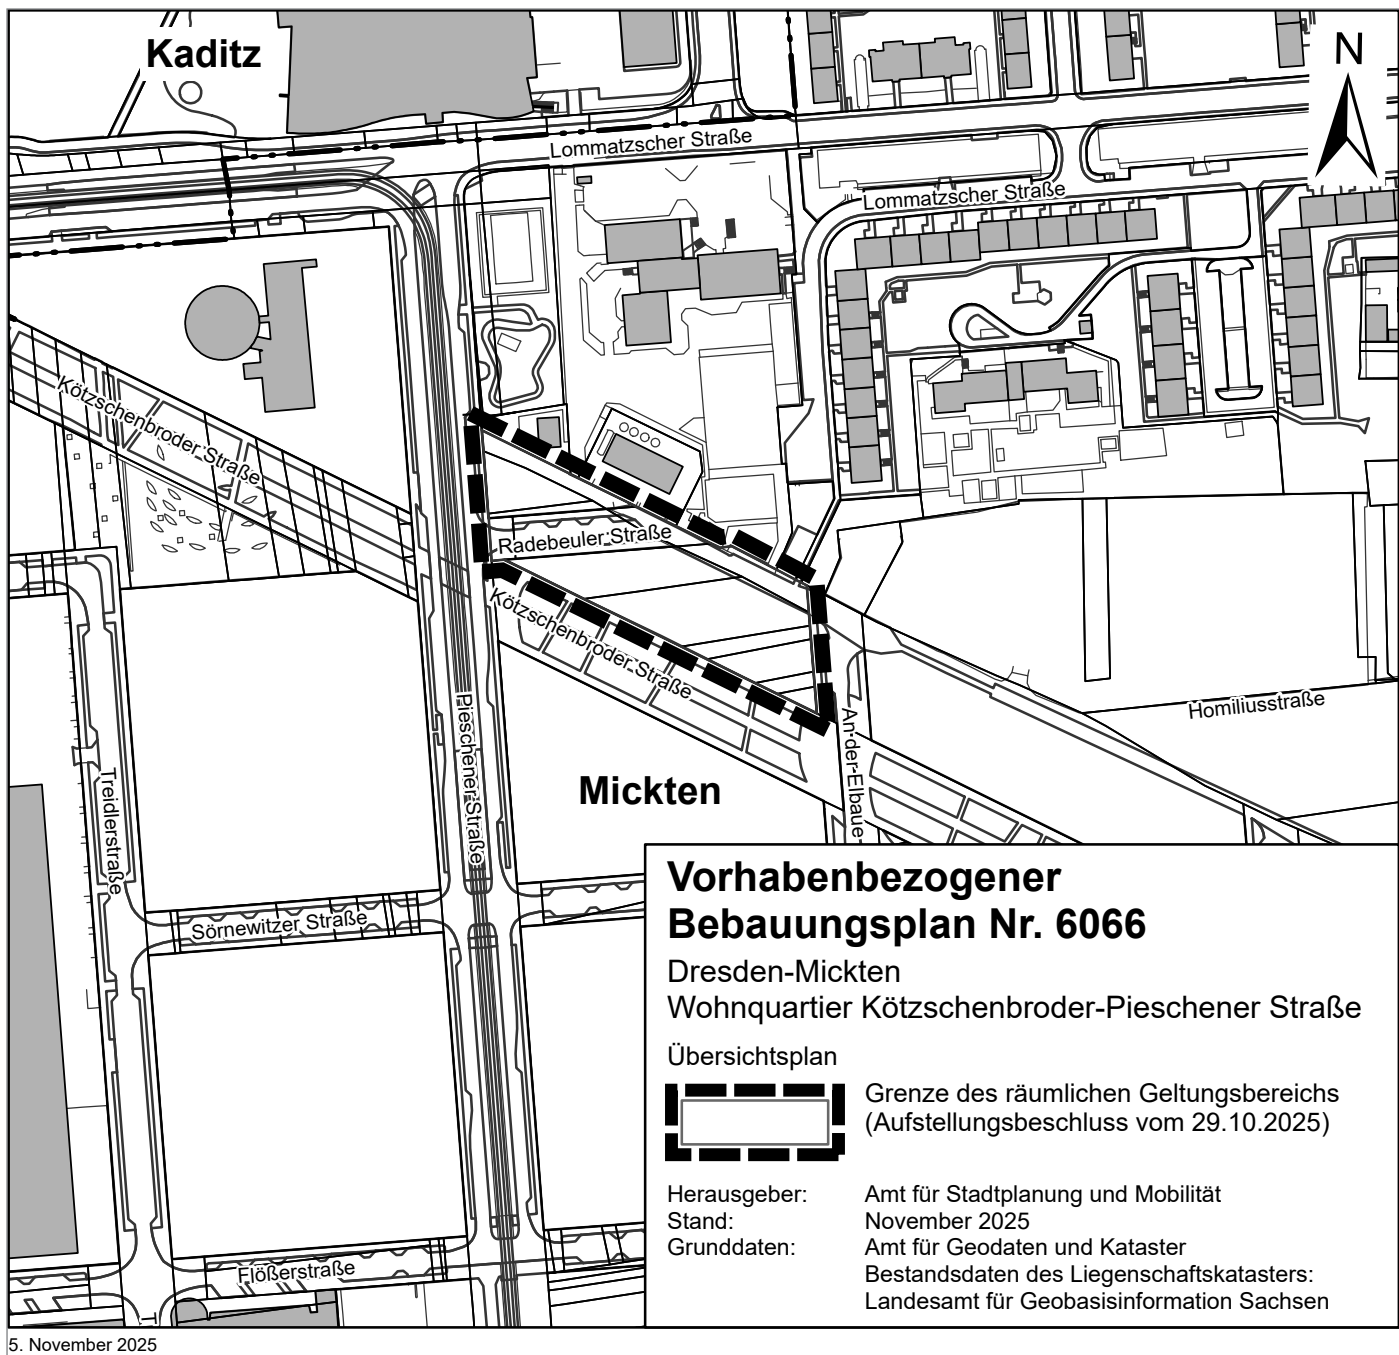 Kaditz
N
Lommatzscher Straße
Lommatzscher Straße
Kötzschenbroder Straße
Radebeuler Straße
Kötzschenbroder Straße
Pieschener Straße
An der Elbaue
Homiliusstraße
Mickten
Treidlerstraße
Sörnewitzer Straße
Flößerstraße
Vorhabenbezogener
Bebauungsplan Nr. 6066
Dresden-Mickten
Wohnquartier Kötzschenbroder-Pieschener Straße
Übersichtsplan
Grenze des räumlichen Geltungsbereichs
(Aufstellungsbeschluss vom 29.10.2025)
Herausgeber: Amt für Stadtplanung und Mobilität
Stand: November 2025
Grunddaten: Amt für Geodaten und Kataster
Bestandsdaten des Liegenschaftskatasters:
Landesamt für Geobasisinformation Sachsen
5. November 2025